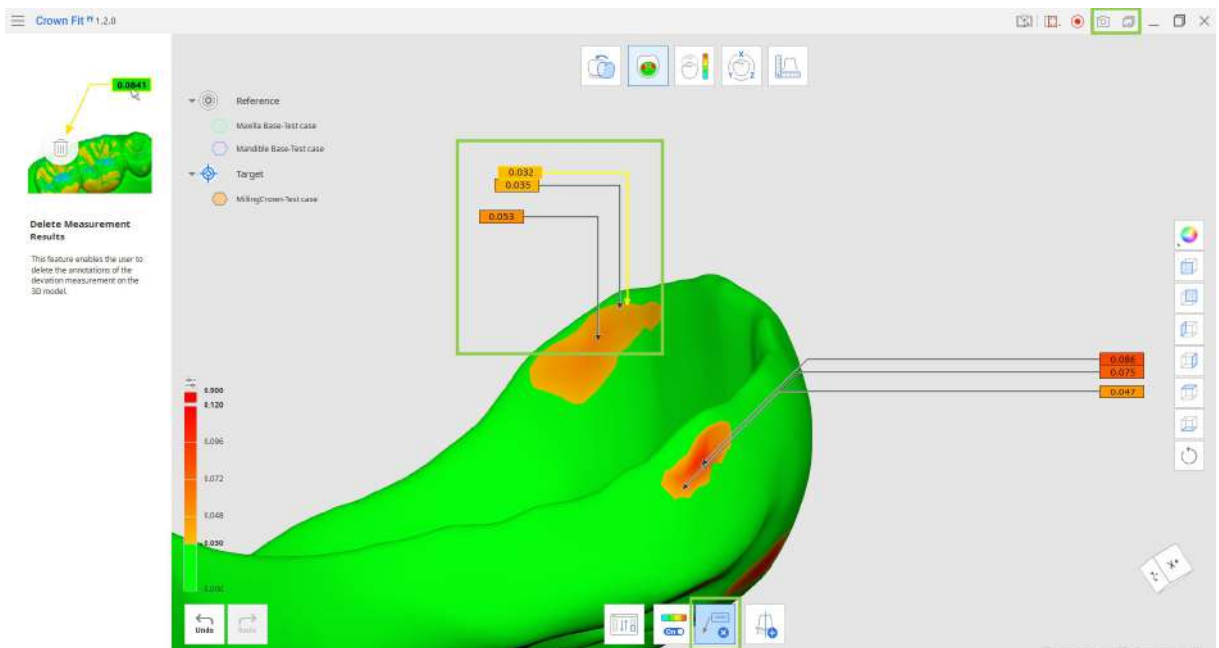 Crown Fit 1.2.0
0.0841
Delete Measurement
Results
This feature enables the user to
delete the annotations of the
deviation measurement on the
3D model.
Reference
Maxilla Base-Test case
Mandible Base-Test case
Target
MillingCrown-Test case
0.032
0.035
0.053
0.086
0.075
0.047
0.900
0.120
0.096
0.072
0.048
0.030
0.000
Undo
Redo
On
X
Y
Z